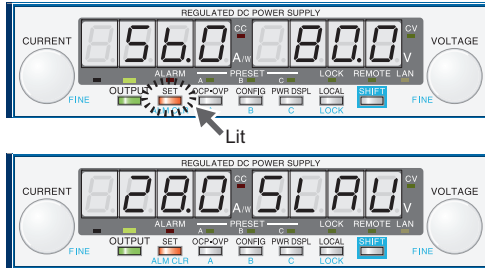 REGULATED DC POWER SUPPLY
CURRENT 56.0 CC A/W 80.0 CV V VOLTAGE
ALARM PRESET LOCK REMOTE LAN
A B C
OUTPUT SET OCP•OVP CONFIG PWR DSPL LOCAL SHIFT
FINE ALM CLR A B C LOCK FINE
Lit
REGULATED DC POWER SUPPLY
CURRENT 28.0 CC A/W SLAU CV V VOLTAGE
ALARM PRESET LOCK REMOTE LAN
A B C
OUTPUT SET OCP•OVP CONFIG PWR DSPL LOCAL SHIFT
FINE ALM CLR A B C LOCK FINE